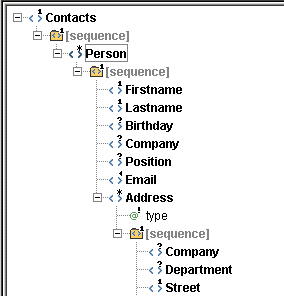 Contacts
[sequence]
Person
[sequence]
Firstname
Lastname
Birthday
Company
Position
Email
Address
type
[sequence]
Company
Department
Street